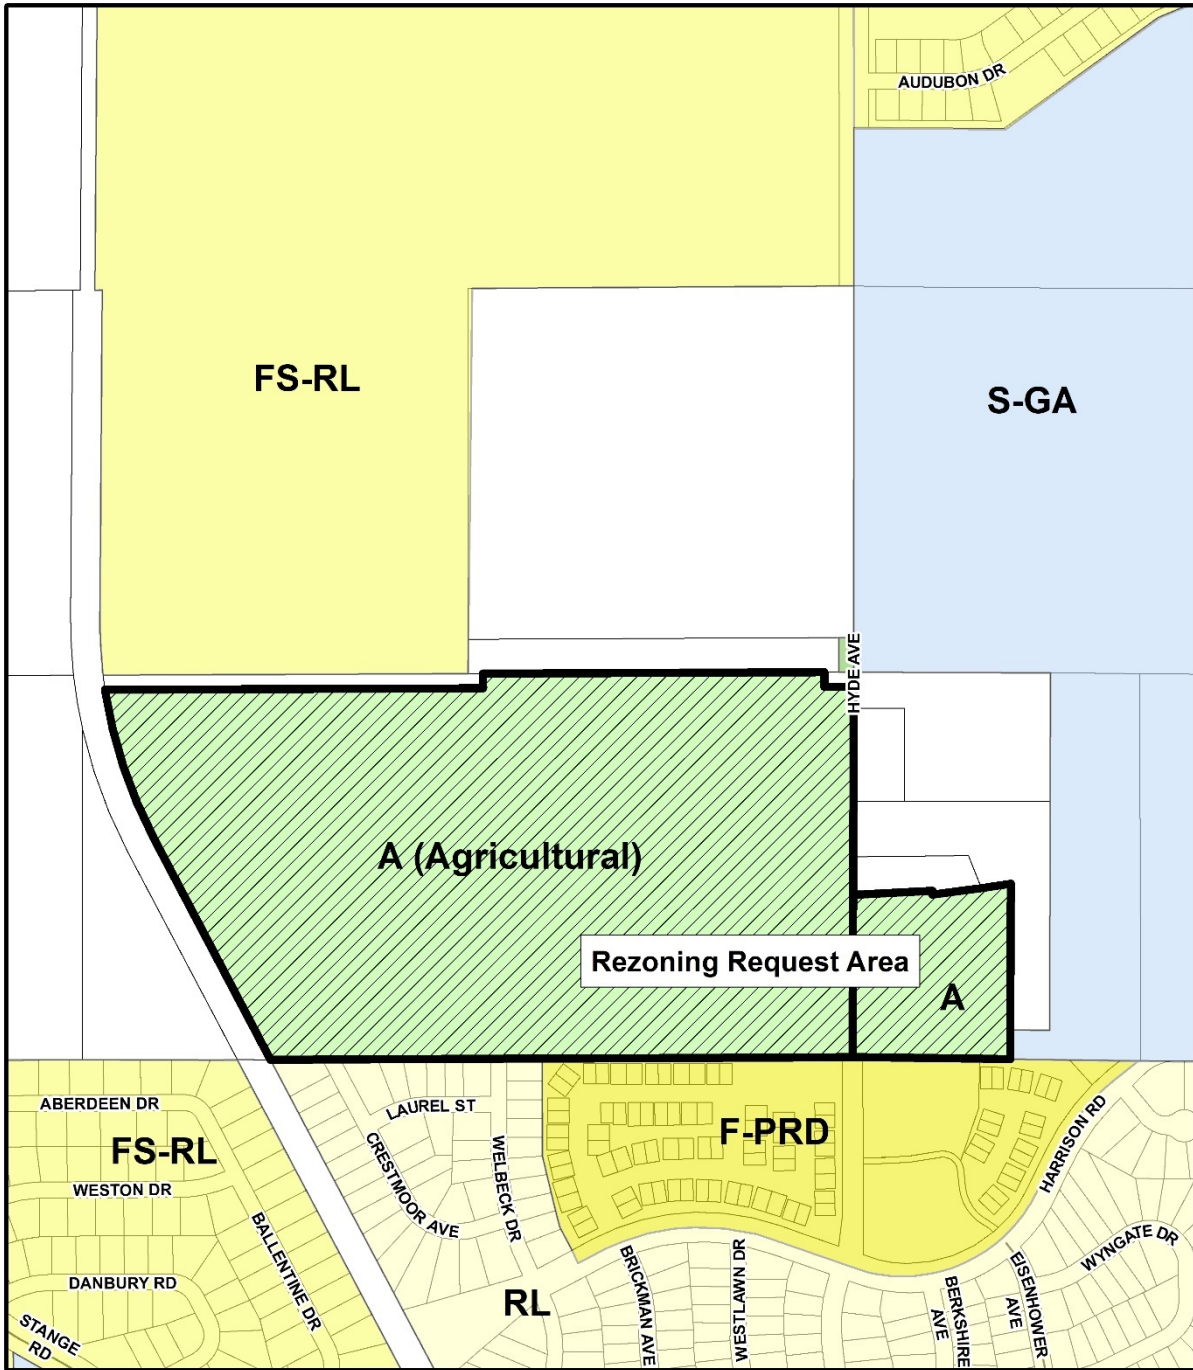 AUDUBON DR
FS-RL
S-GA
HYDE AVE
A (Agricultural)
Rezoning Request Area
A
ABERDEEN DR
LAUREL ST
F-PRD
HARRISON RD
FS-RL
WELBECK DR
CRESTMOOR AVE
WESTON DR
BALLENTINE DR
WYNGATE DR
DANBURY RD
RL
BRICKMAN AVE
WESTLAWN DR
BERKSHIRE
AVE
EISENHOWER
AVE
STANGE
RD